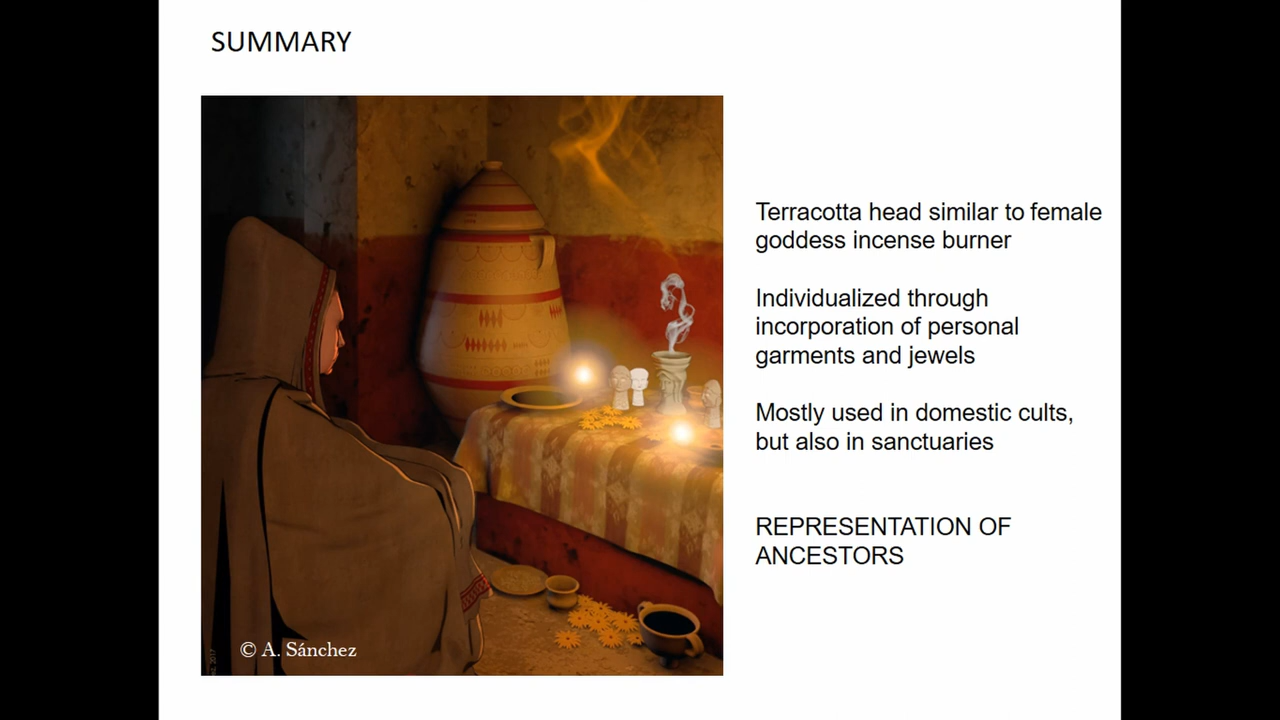 SUMMARY
Terracotta head similar to female
goddess incense burner
Individualized through
incorporation of personal
garments and jewels
Mostly used in domestic cults,
but also in sanctuaries
REPRESENTATION OF
ANCESTORS
© A. Sánchez